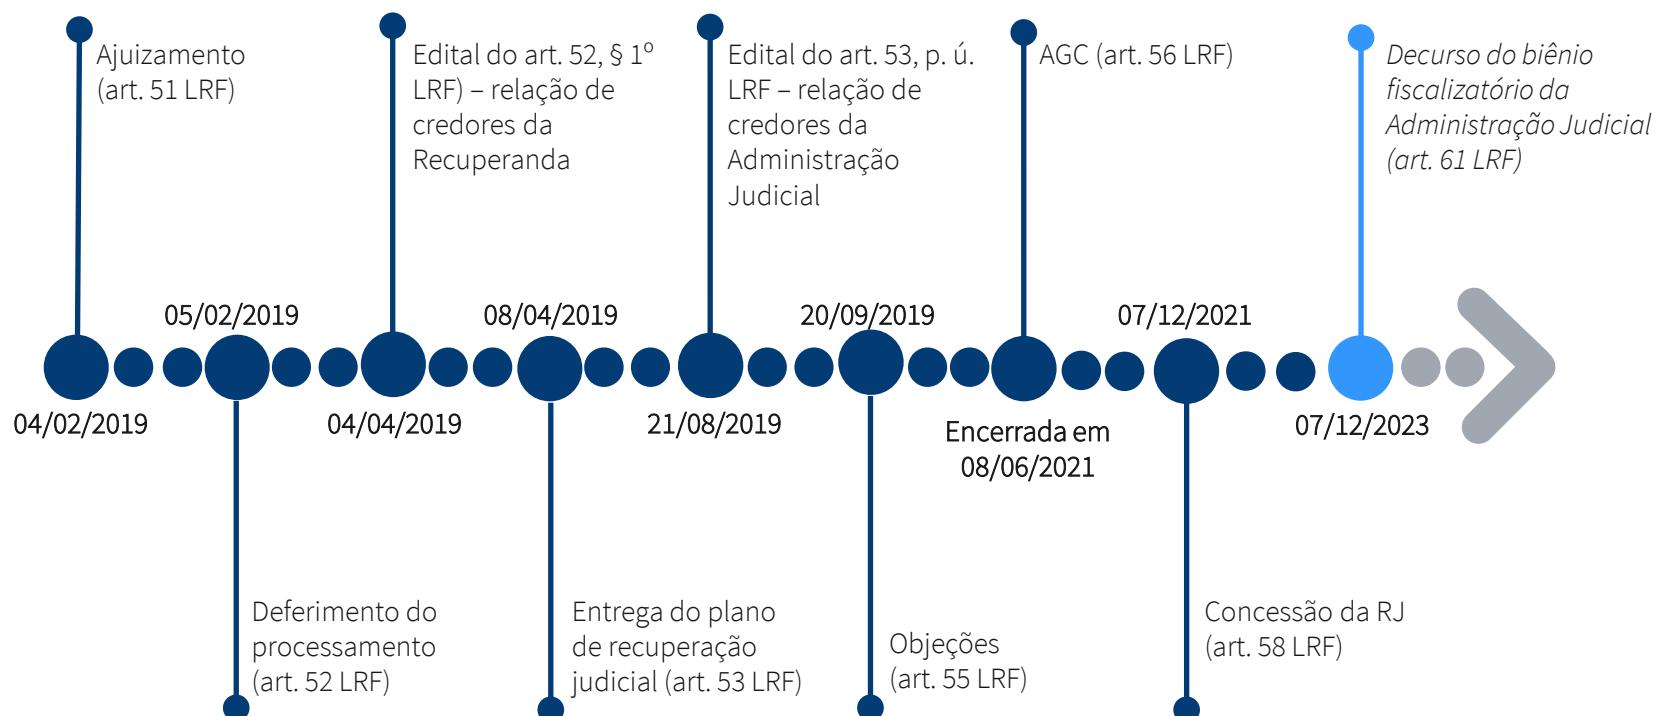 Ajuizamento
(art. 51 LRF)
Edital do art. 52, § 1º
LRF) – relação de
credores da
Recuperanda
Edital do art. 53, p. ú.
LRF – relação de
credores da
Administração
Judicial
AGC (art. 56 LRF)
Decurso do biênio
fiscalizatório da
Administração Judicial
(art. 61 LRF)
05/02/2019
08/04/2019
20/09/2019
07/12/2021
04/02/2019
04/04/2019
21/08/2019
Encerrada em
08/06/2021
07/12/2023
Deferimento do
processamento
(art. 52 LRF)
Entrega do plano
de recuperação
judicial (art. 53 LRF)
Objeções
(art. 55 LRF)
Concessão da RJ
(art. 58 LRF)